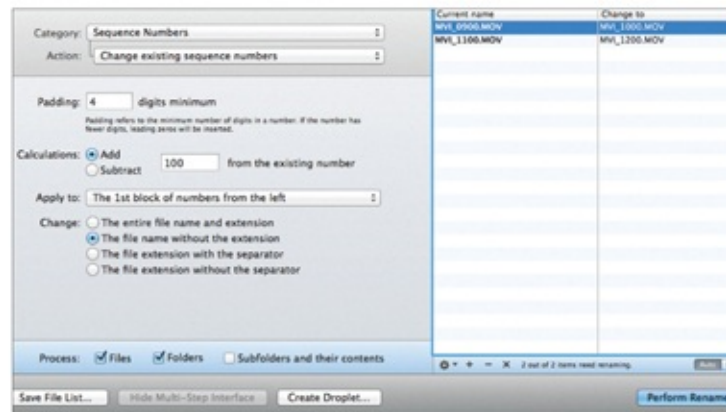 Category: Sequence Numbers
Action: Change existing sequence numbers
Padding: 4 digits minimum
Padding refers to the minimum number of digits in a number. If the number has
fewer digits, leading zeros will be inserted.
Calculations: Add
Subtract
100 from the existing number
Apply to: The 1st block of numbers from the left
Change: The entire file name and extension
The file name without the extension
The file extension with the separator
The file extension without the separator
Process: Files Folders Subfolders and their contents
Save File List... Hide Multi-Step Interface Create Droplet...
Current name Change to
MVI_0900.MOV MVI_1000.MOV
MVI_1100.MOV MVI_1200.MOV
2 out of 2 items need renaming. Auto
Perform Renam